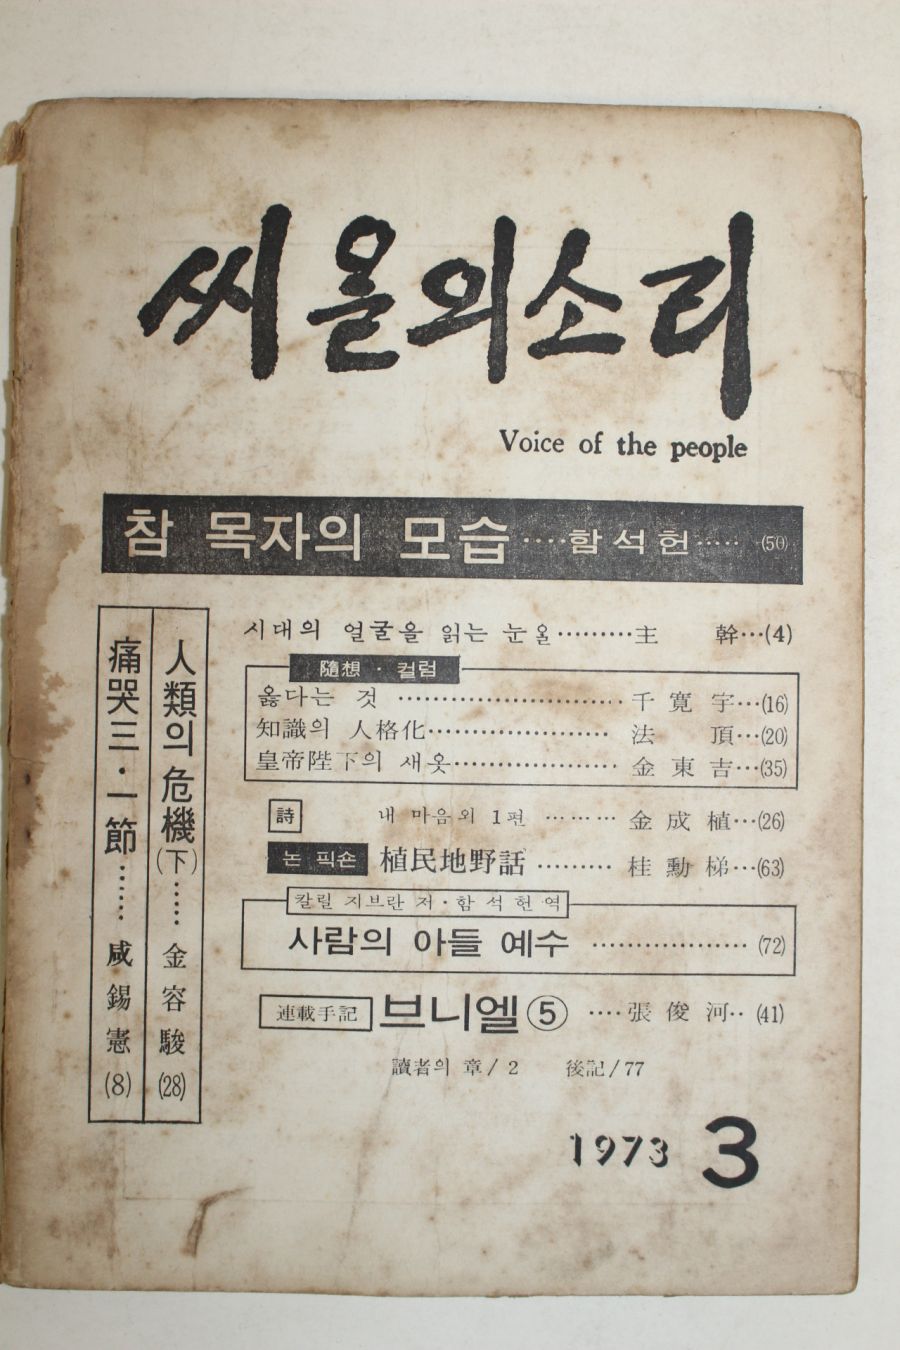 씨ᄋᆞᆯ의소리
Voice of the people
참 목자의 모습····함석헌····· (50)
痛哭三·一節······咸錫憲(8)
人類의 危機(下)······金容駿(28)
시대의 얼굴을 읽는 눈ᄋᆞᆯ·········主 幹···(4)
隨想 · 컬럼
옳다는 것 ··························千寬宇···(16)
知識의 人格化····················· 法 頂···(20)
皇帝陛下의 새옷··················· 金東吉···(35)
詩 내 마음 외 1편 ········· 金成植···(26)
논 픽숀 植民地野話 ········· 桂勳梯···(63)
칼릴 지브란 저·함석헌 역
사람의 아들 예수 ·················· (72)
連載手記 브니엘⑤ ····張俊河·· (41)
讀者의 章/2 後記/77
1973 3